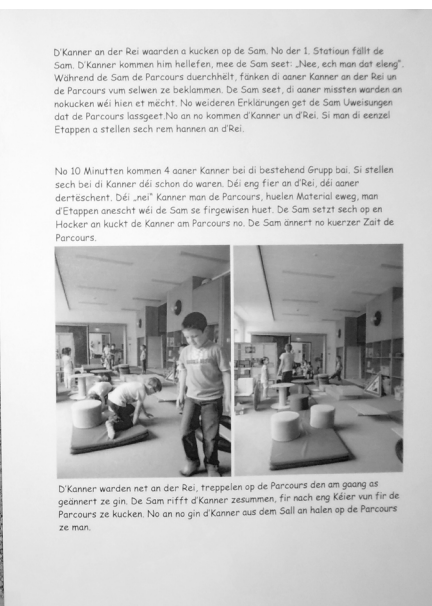 D'Kanner an der Rei waarden a kucken op de Sam. No der 1. Statioun fällt de
Sam. D'Kanner kommen him hellefen, mee de Sam seet: „Nee, ech man dat eleng".
Während de Sam de Parcours duerchhëlt, fänken di aaner Kanner an der Rei un
de Parcours vum selwen ze beklammen. De Sam seet, di aaner missten warden an
nokucken wéi hien et mëcht. No weideren Erklärungen get de Sam Uweisungen
dat de Parcours lassgeet.No an no kommen d'Kanner un d'Rei. Si man di eenzel
Etappen a stellen sech rem hannen an d'Rei.
No 10 Minutten kommen 4 aaner Kanner bei di bestehend Grupp bai. Si stellen
sech bei di Kanner déi schon do waren. Déi eng fier an d'Rei, déi aaner
dertëschent. Déi „nei" Kanner man de Parcours, huelen Material eweg, man
d'Etappen anescht wéi de Sam se firgewisen huet. De Sam setzt sech op en
Hocker an kuckt de Kanner am Parcours no. De Sam ännert no kuerzer Zait de
Parcours.
D'Kanner warden net an der Rei, treppelen op de Parcours den am gaang as
geännert ze gin. De Sam rifft d'Kanner zesummen, fir nach eng Kéier vun fir de
Parcours ze kucken. No an no gin d'Kanner aus dem Sall an halen op de Parcours
ze man.